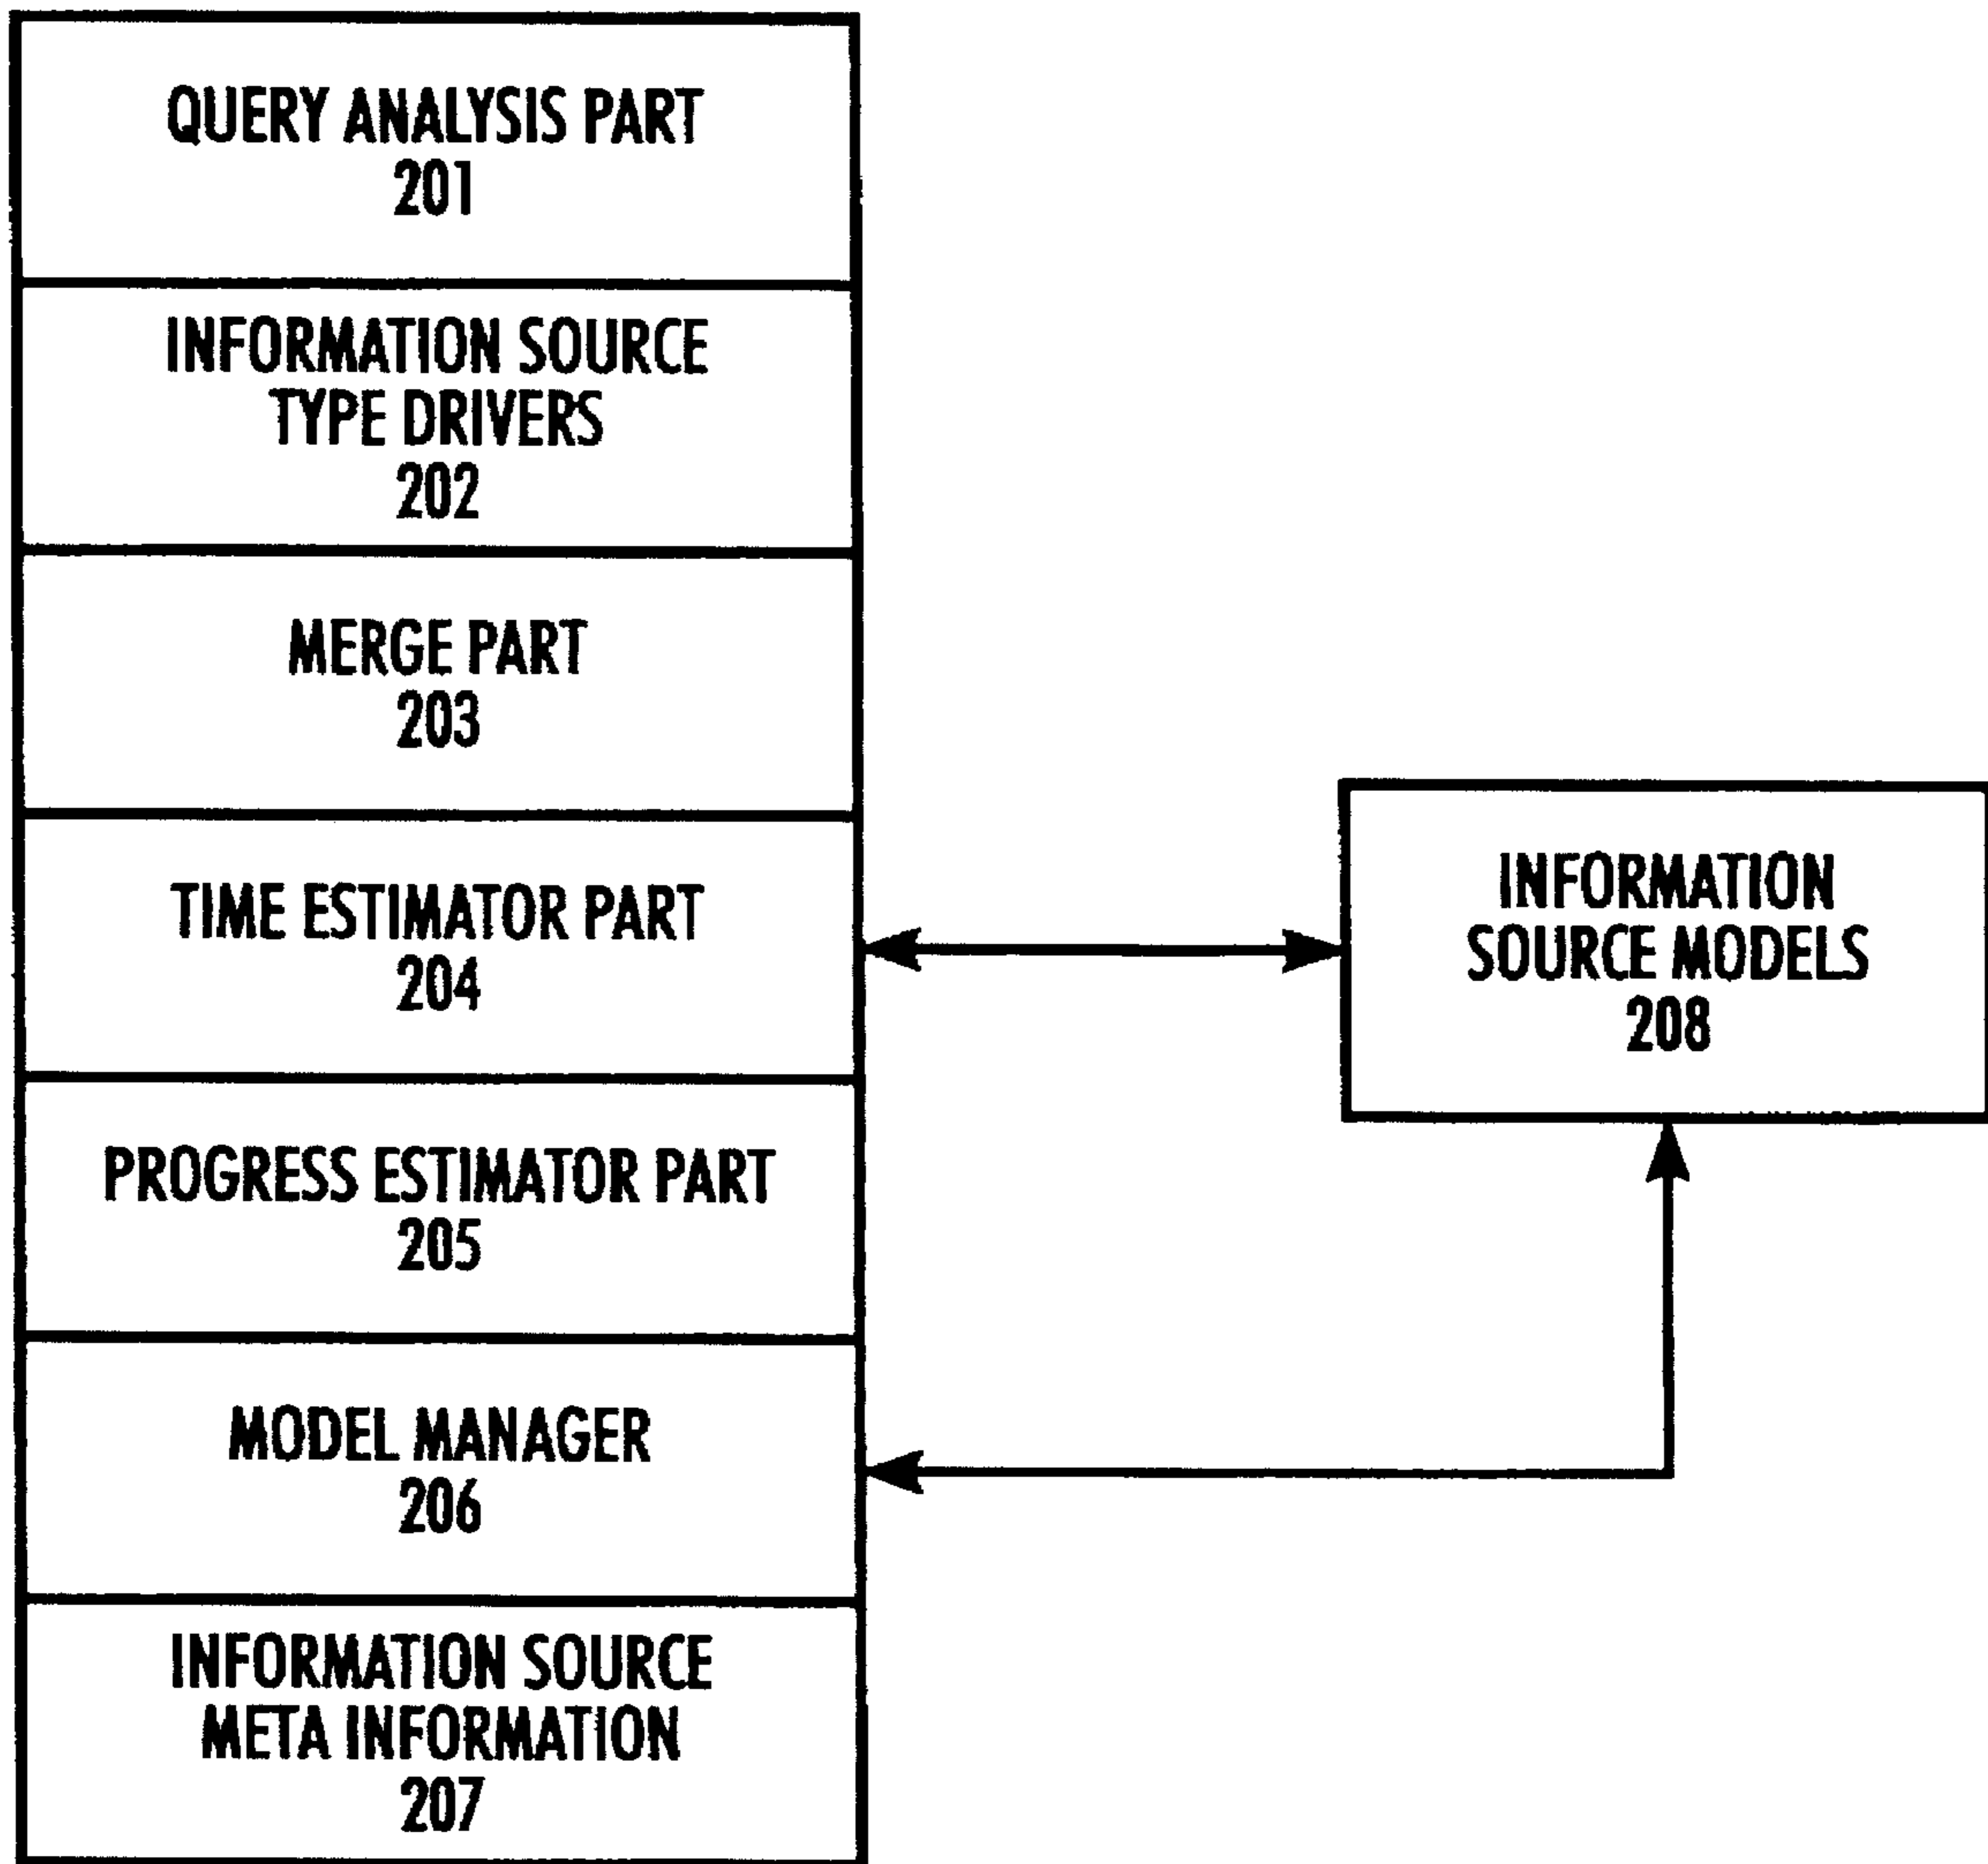 QUERY ANALYSIS PART
201
INFORMATION SOURCE
TYPE DRIVERS
202
MERGE PART
203
TIME ESTIMATOR PART
204
PROGRESS ESTIMATOR PART
205
MODEL MANAGER
206
INFORMATION SOURCE
META INFORMATION
207
INFORMATION
SOURCE MODELS
208